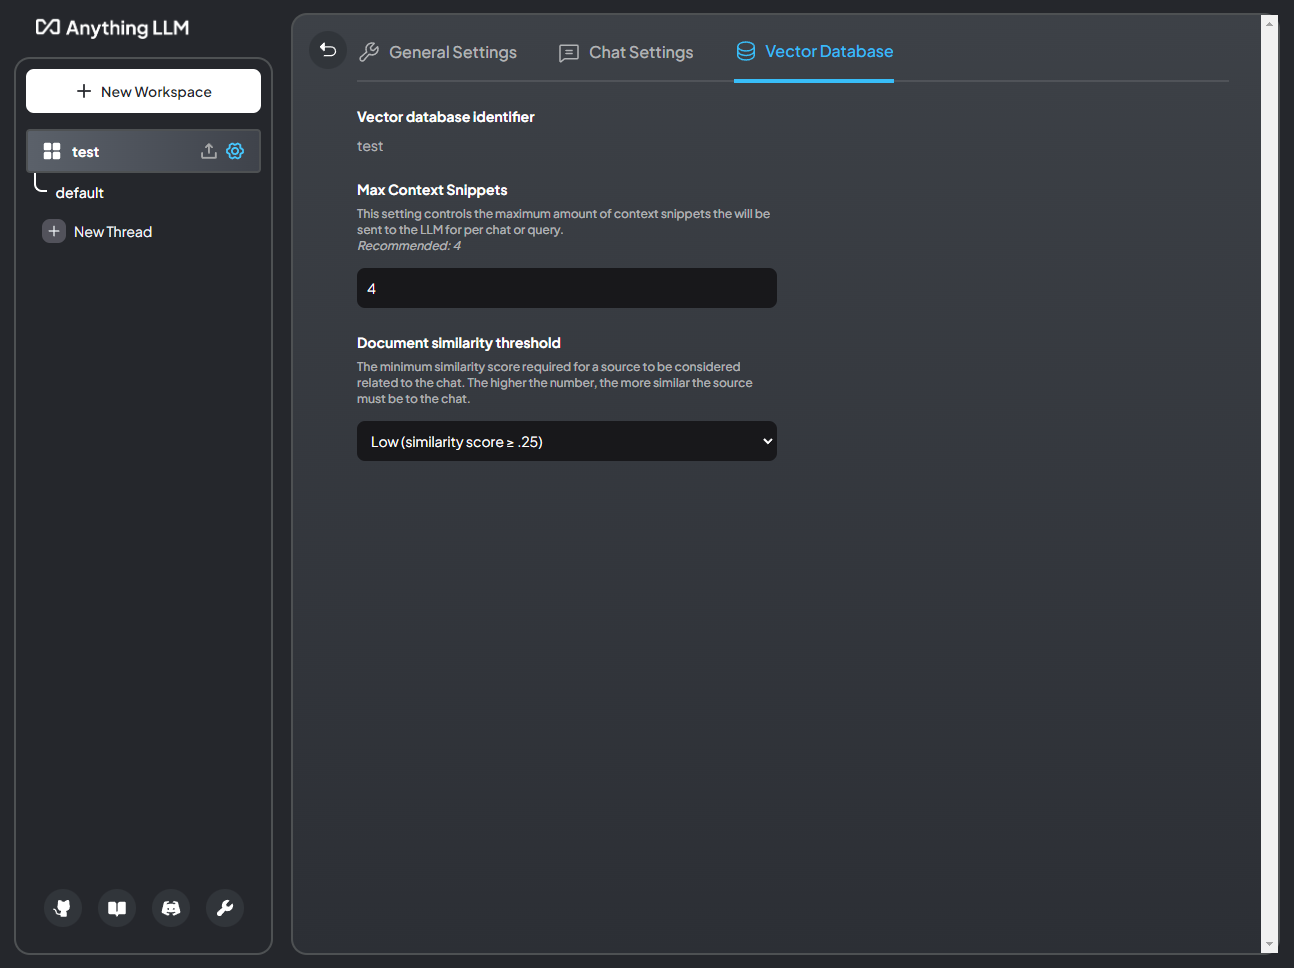 Anything LLM
New Workspace
test
default
New Thread
General Settings
Chat Settings
Vector Database
Vector database identifier
test
Max Context Snippets
This setting controls the maximum amount of context snippets the will be
sent to the LLM for per chat or query.
Recommended: 4
4
Document similarity threshold
The minimum similarity score required for a source to be considered
related to the chat. The higher the number, the more similar the source
must be to the chat.
Low (similarity score ≥ .25)